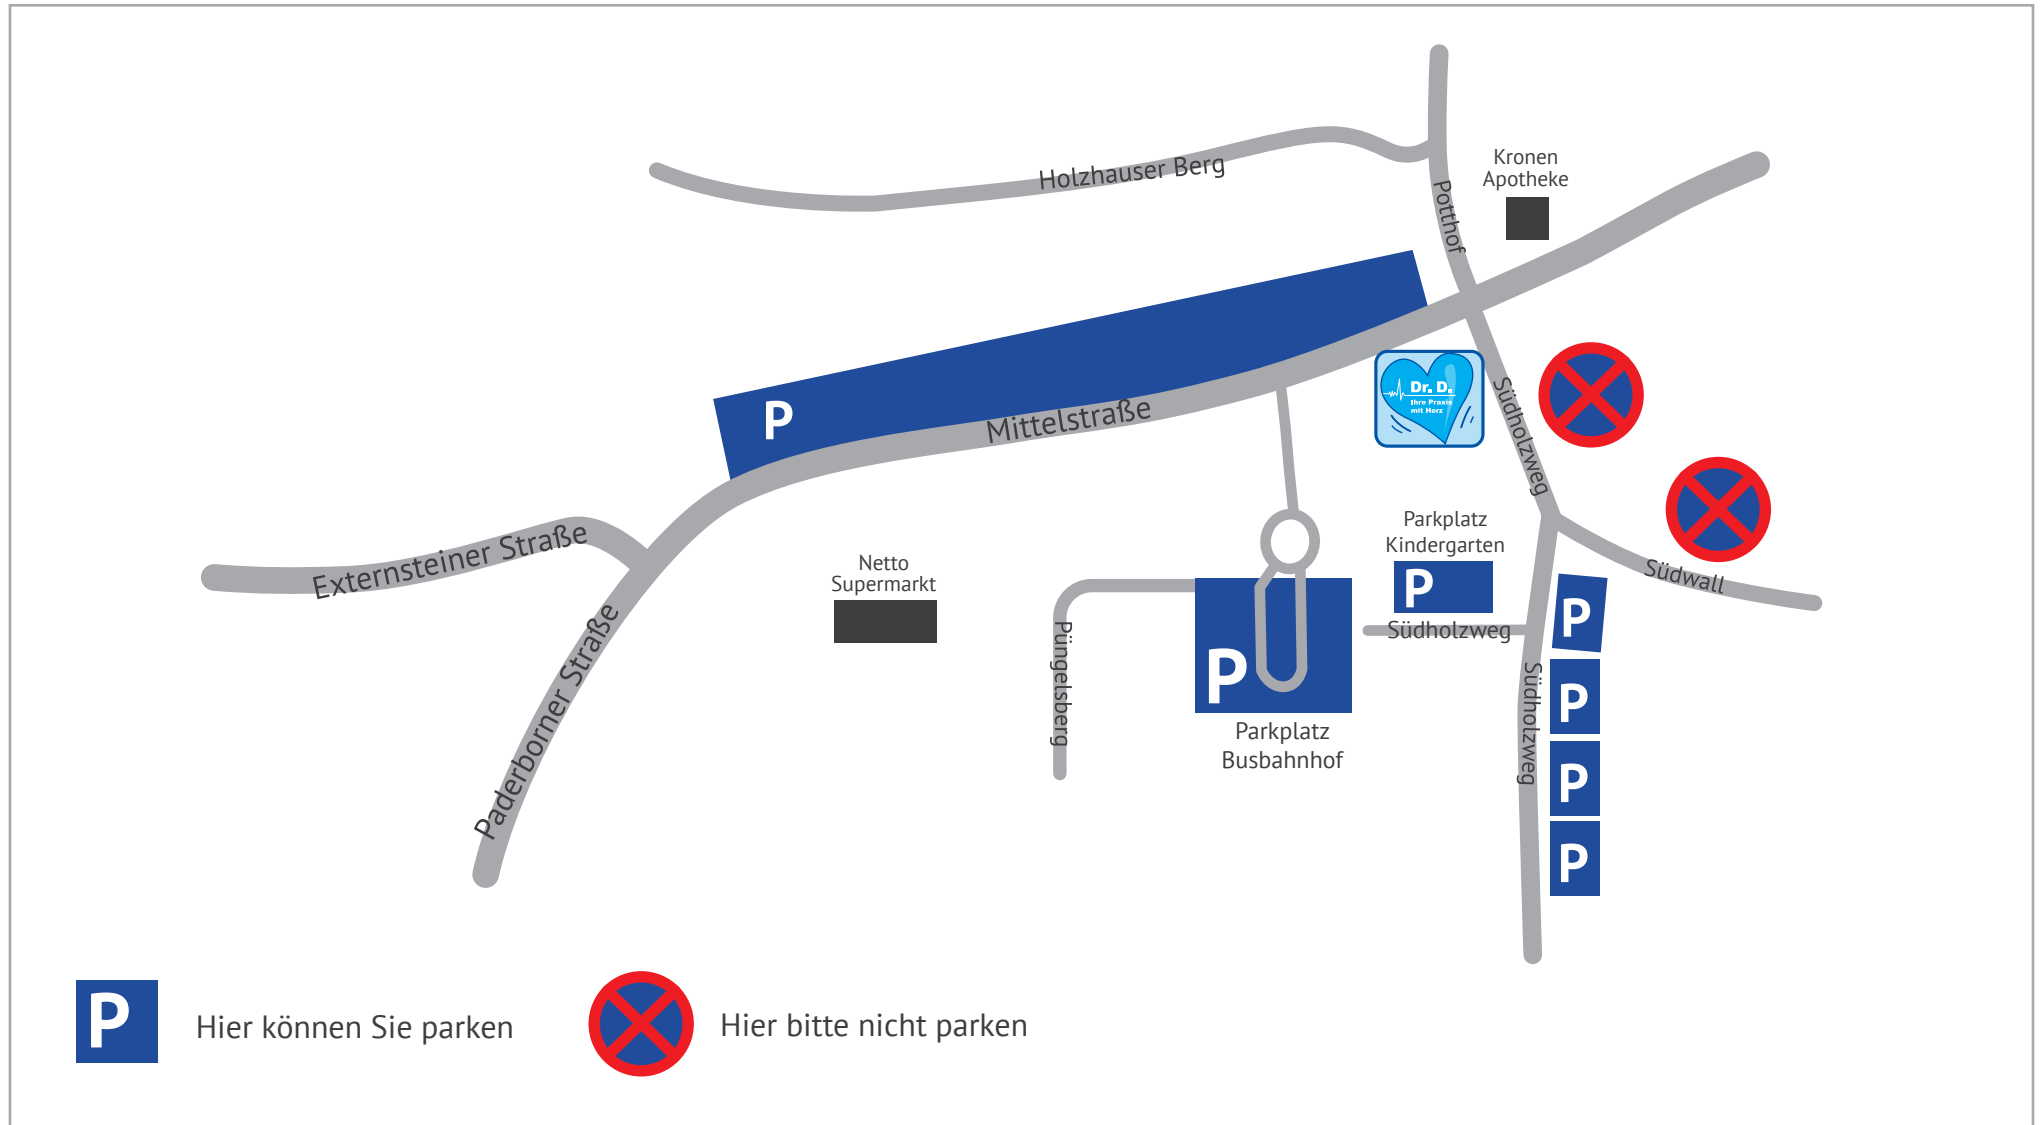 Holzhauser Berg
Potthof
Kronen
Apotheke
P
Mittelstraße
Dr. D.
Ihre Praxis
mit Herz
Südholzweg
Externsteiner Straße
Paderborner Straße
Netto
Supermarkt
Püngelsberg
P
Parkplatz
Busbahnhof
Parkplatz
Kindergarten
P
Südholzweg
Südwall
Südholzweg
P
P
P
P
P
Hier können Sie parken
Hier bitte nicht parken